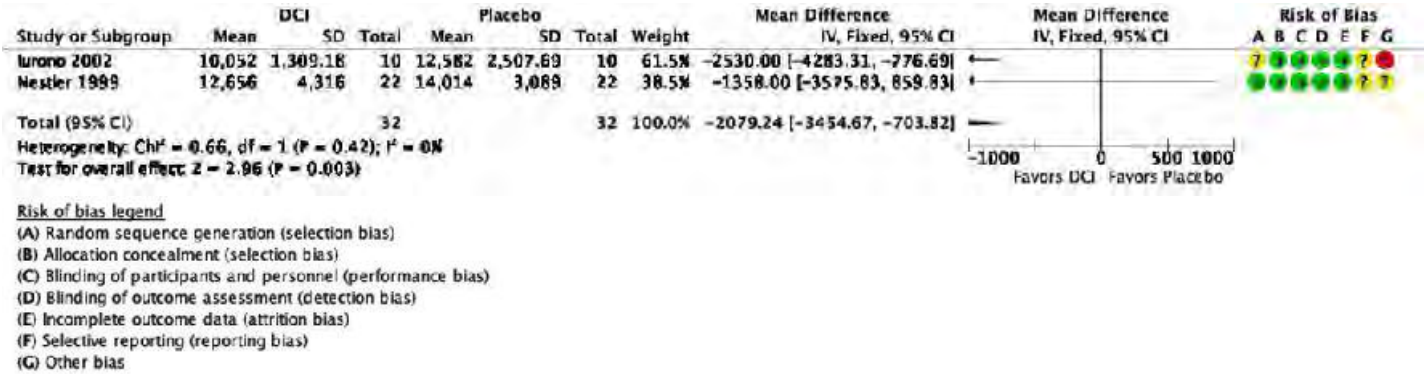 DCI Placebo Mean Difference Mean Difference Risk of Bias
Study or Subgroup Mean SD Total Mean SD Total Weight IV, Fixed, 95% CI IV, Fixed, 95% CI A B C D E F G
Iurono 2002 10,052 1,309.18 10 12,582 2,507.69 10 61.5% -2530.00 [-4283.31, -776.69] ? ?
Nestler 1999 12,656 4,316 22 14,014 3,089 22 38.5% -1358.00 [-3575.83, 859.83] ? ?
Total (95% CI) 32 32 100.0% -2079.24 [-3454.67, -703.82]
Heterogeneity: Chi² = 0.66, df = 1 (P = 0.42); I² = 0%
Test for overall effect: Z = 2.96 (P = 0.003)
-1000 0 500 1000
Favors DCI Favors Placebo
Risk of bias legend
(A) Random sequence generation (selection bias)
(B) Allocation concealment (selection bias)
(C) Blinding of participants and personnel (performance bias)
(D) Blinding of outcome assessment (detection bias)
(E) Incomplete outcome data (attrition bias)
(F) Selective reporting (reporting bias)
(G) Other bias